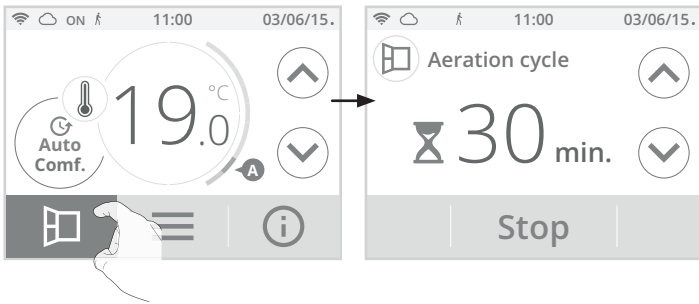 ON 11:00 03/06/15.
19.0 °C
Auto
Comf.
A
11:00 03/06/15.
Aeration cycle
30 min.
Stop